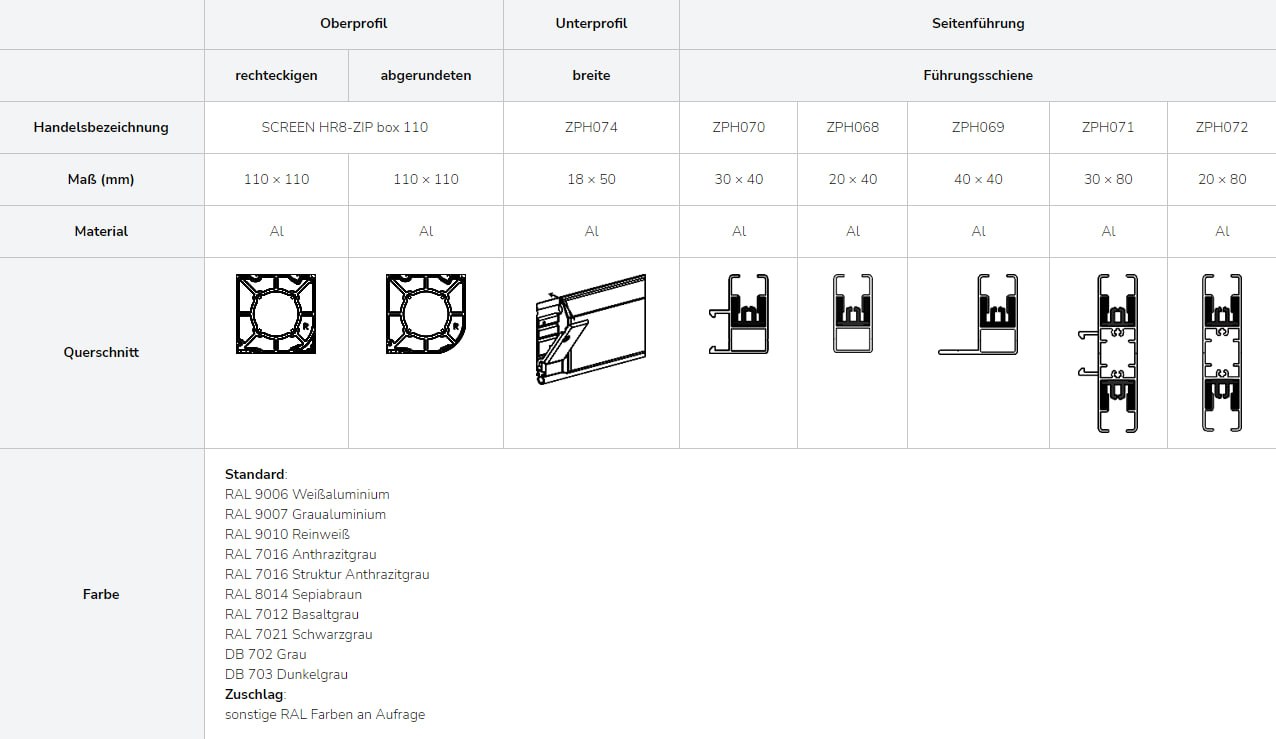 Oberprofil Unterprofil Seitenführung
rechteckigen abgerundeten breite Führungsschiene
Handelsbezeichnung SCREEN HR8-ZIP box 110 ZPH074 ZPH070 ZPH068 ZPH069 ZPH071 ZPH072
Maß (mm) 110 × 110 110 × 110 18 × 50 30 × 40 20 × 40 40 × 40 30 × 80 20 × 80
Material Al Al Al Al Al Al Al Al
Querschnitt
R R
Farbe
Standard:
RAL 9006 Weißaluminium
RAL 9007 Graualuminium
RAL 9010 Reinweiß
RAL 7016 Anthrazitgrau
RAL 7016 Struktur Anthrazitgrau
RAL 8014 Sepiabraun
RAL 7012 Basaltgrau
RAL 7021 Schwarzgrau
DB 702 Grau
DB 703 Dunkelgrau
Zuschlag:
sonstige RAL Farben an Aufrage